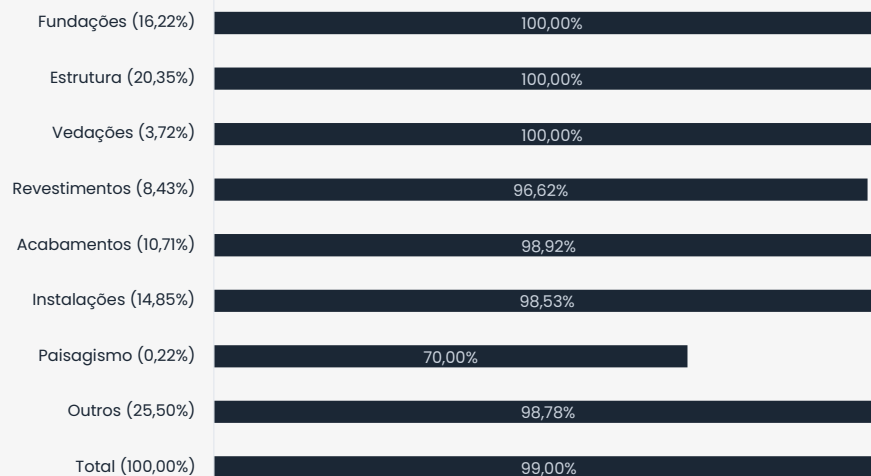 Fundações (16,22%) 100,00%
Estrutura (20,35%) 100,00%
Vedações (3,72%) 100,00%
Revestimentos (8,43%) 96,62%
Acabamentos (10,71%) 98,92%
Instalações (14,85%) 98,53%
Paisagismo (0,22%) 70,00%
Outros (25,50%) 98,78%
Total (100,00%) 99,00%